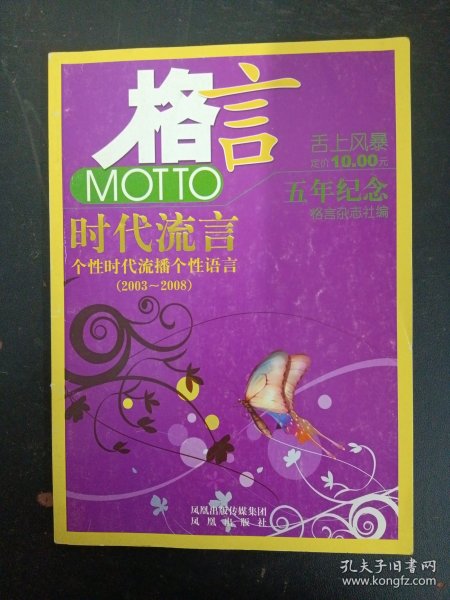 格言
MOTTO
舌上风暴
定价10.00元
五年纪念
格言杂志社编
时代流言
个性时代流播个性语言
(2003～2008)
凤凰出版传媒集团
凤凰出版社
孔夫子旧书网
www.kongfz.com